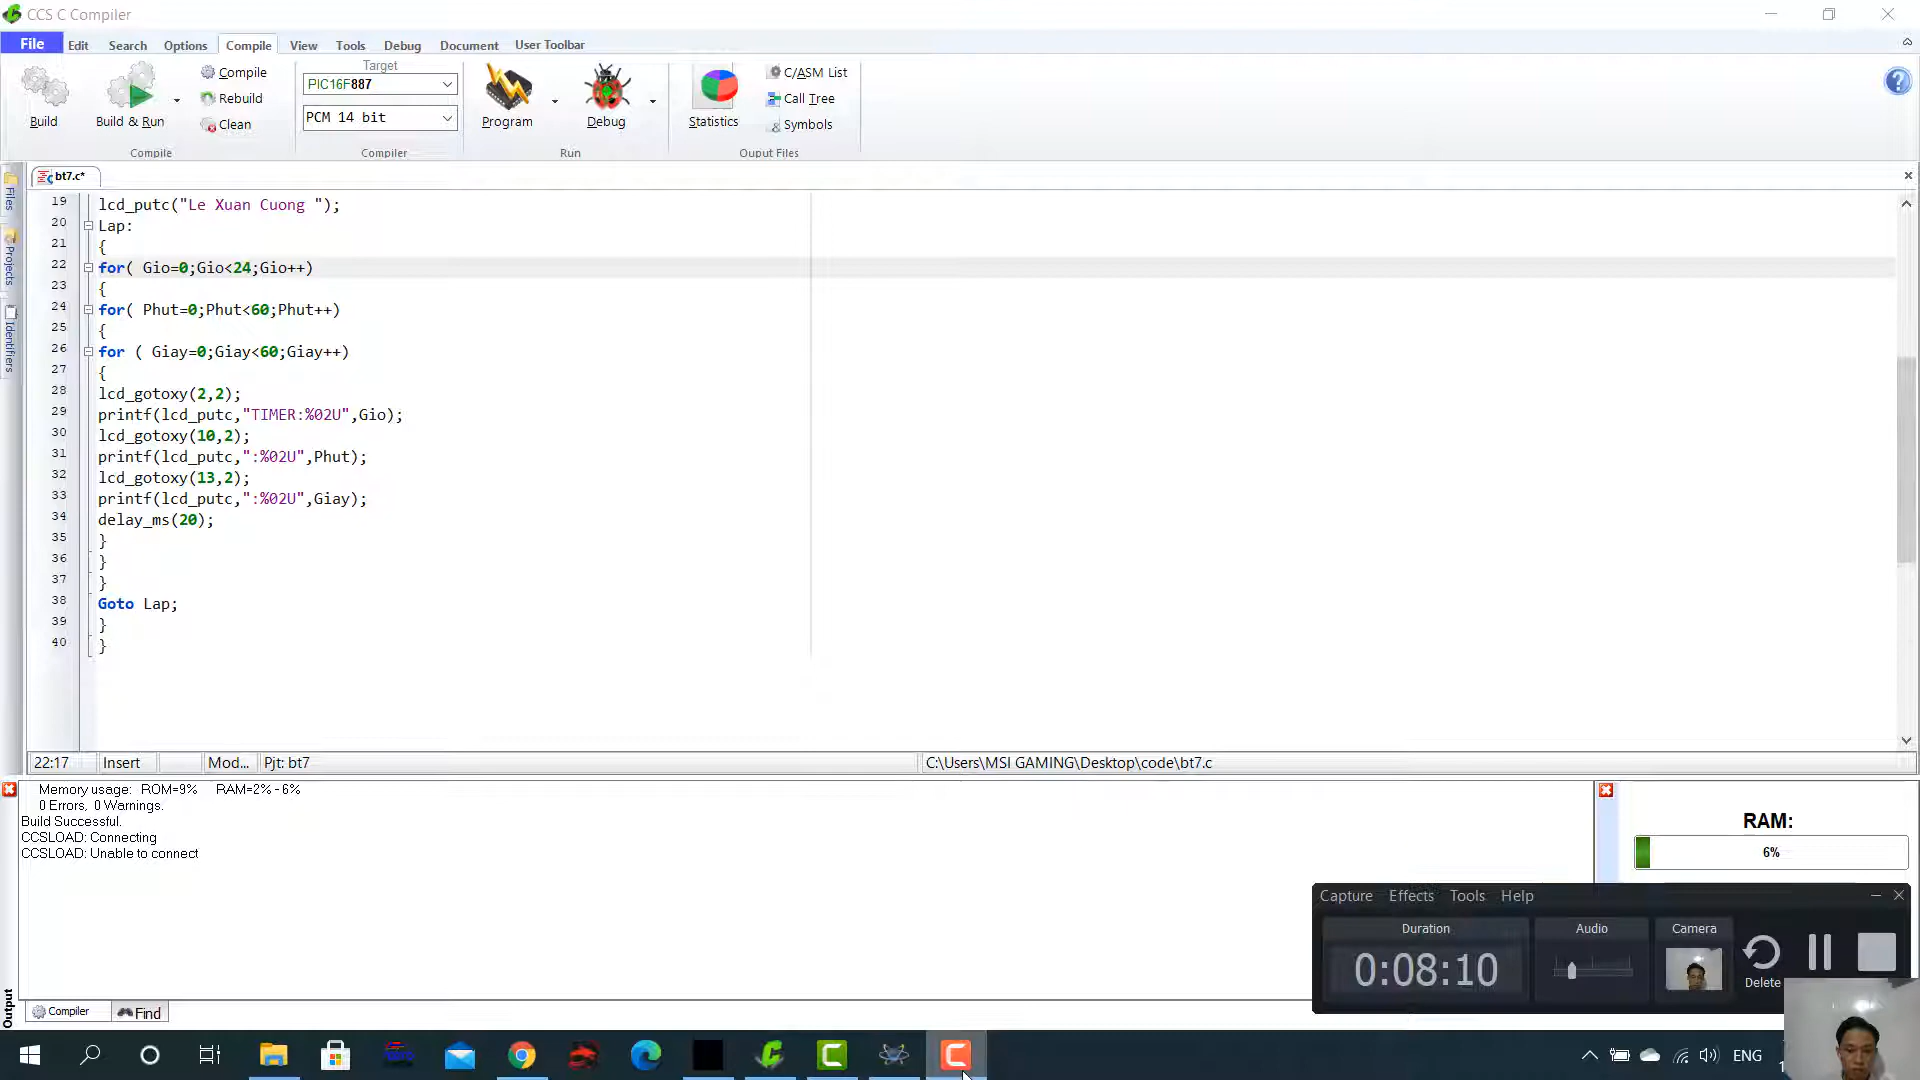 CCS C Compiler
File Edit Search Options Compile View Tools Debug Document User Toolbar
Build
Build & Run
Compile
Rebuild
Clean
Compile
Target
PIC16F887
PCM 14 bit
Compiler
Program
Debug
Run
Statistics
C/ASM List
Call Tree
Symbols
Ouput Files
Files
Projects
Identifiers
bt7.c*
19 lcd_putc("Le Xuan Cuong ");
20 Lap:
21 {
22 for( Gio=0;Gio<24;Gio++)
23 {
24 for( Phut=0;Phut<60;Phut++)
25 {
26 for ( Giay=0;Giay<60;Giay++)
27 {
28 lcd_gotoxy(2,2);
29 printf(lcd_putc,"TIMER:%02U",Gio);
30 lcd_gotoxy(10,2);
31 printf(lcd_putc,":%02U",Phut);
32 lcd_gotoxy(13,2);
33 printf(lcd_putc,":%02U",Giay);
34 delay_ms(20);
35 }
36 }
37 }
38 Goto Lap;
39 }
40 }
22:17 Insert Mod... Pjt: bt7 C:\Users\MSI GAMING\Desktop\code\bt7.c
Memory usage: ROM=9% RAM=2% - 6%
0 Errors, 0 Warnings.
Build Successful.
CCSLOAD: Connecting
CCSLOAD: Unable to connect
Output
Compiler Find
RAM:
6%
Capture Effects Tools Help
Duration
0:08:10
Audio
Camera
Delete
ENG